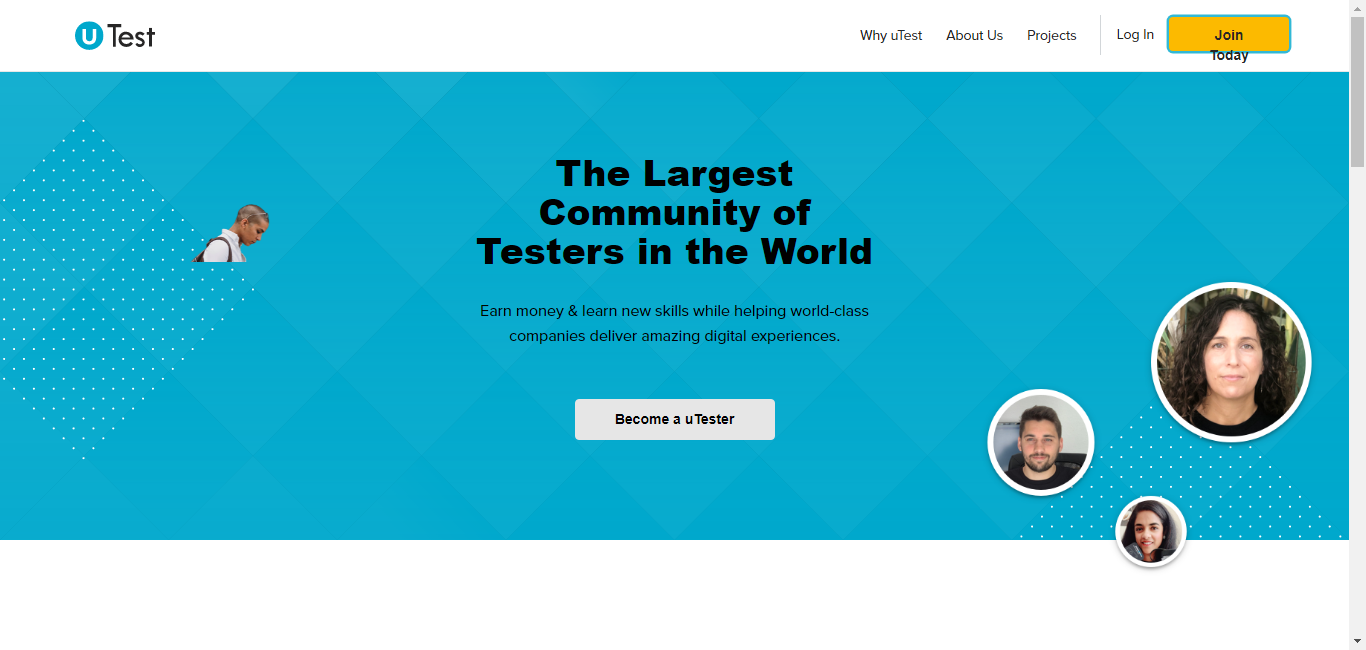 uTest
Why uTest
About Us
Projects
Log In
Join
Today
The Largest
Community of
Testers in the World
Earn money & learn new skills while helping world-class
companies deliver amazing digital experiences.
Become a uTester